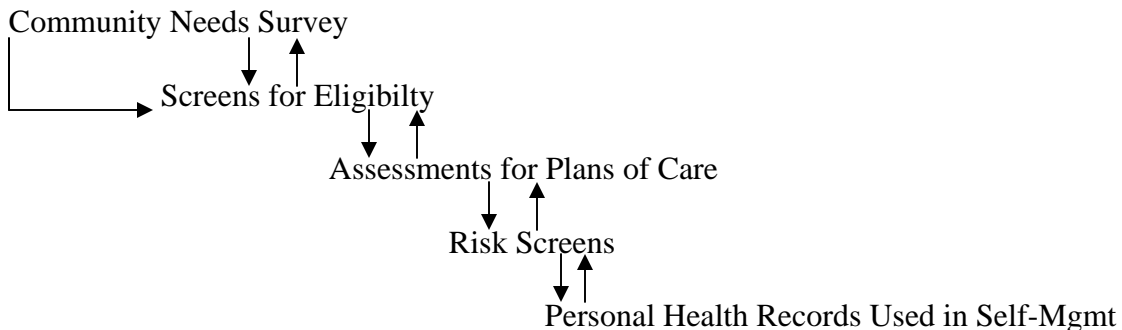 Community Needs Survey
Screens for Eligibilty
Assessments for Plans of Care
Risk Screens
Personal Health Records Used in Self-Mgmt